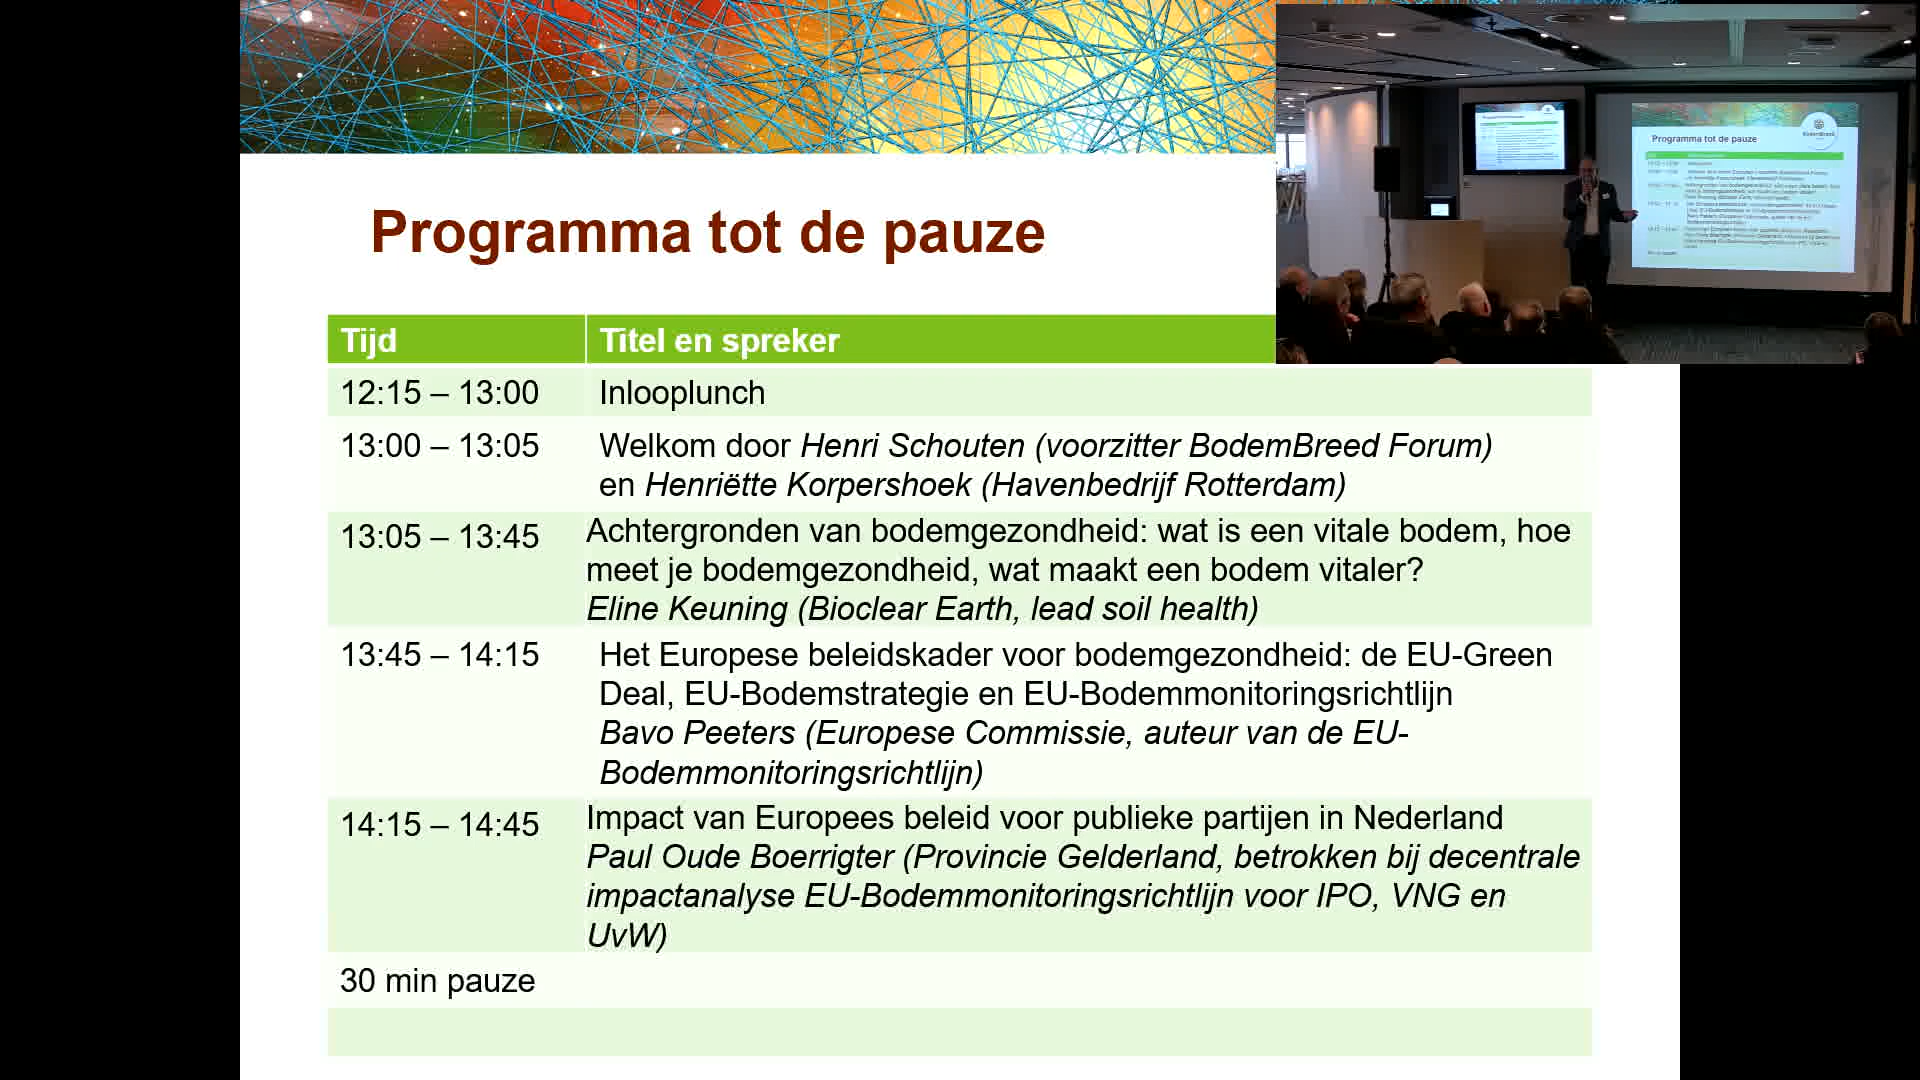 Programma tot de pauze
Tijd
Titel en spreker
12:15 – 13:00
Inlooplunch
13:00 – 13:05
Welkom door Henri Schouten (voorzitter BodemBreed Forum)
en Henriëtte Korpershoek (Havenbedrijf Rotterdam)
13:05 – 13:45
Achtergronden van bodemgezondheid: wat is een vitale bodem, hoe
meet je bodemgezondheid, wat maakt een bodem vitaler?
Eline Keuning (Bioclear Earth, lead soil health)
13:45 – 14:15
Het Europese beleidskader voor bodemgezondheid: de EU-Green
Deal, EU-Bodemstrategie en EU-Bodemmonitoringsrichtlijn
Bavo Peeters (Europese Commissie, auteur van de EU-
Bodemmonitoringsrichtlijn)
14:15 – 14:45
Impact van Europees beleid voor publieke partijen in Nederland
Paul Oude Boerrigter (Provincie Gelderland, betrokken bij decentrale
impactanalyse EU-Bodemmonitoringsrichtlijn voor IPO, VNG en
UvW)
30 min pauze
Programma tot de pauze